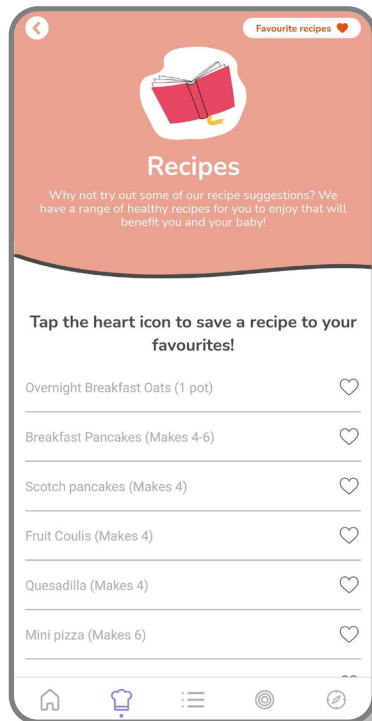 Favourite recipes
Recipes
Why not try out some of our recipe suggestions? We
have a range of healthy recipes for you to enjoy that will
benefit you and your baby!
Tap the heart icon to save a recipe to your
favourites!
Overnight Breakfast Oats (1 pot)
Breakfast Pancakes (Makes 4-6)
Scotch pancakes (Makes 4)
Fruit Coulis (Makes 4)
Quesadilla (Makes 4)
Mini pizza (Makes 6)